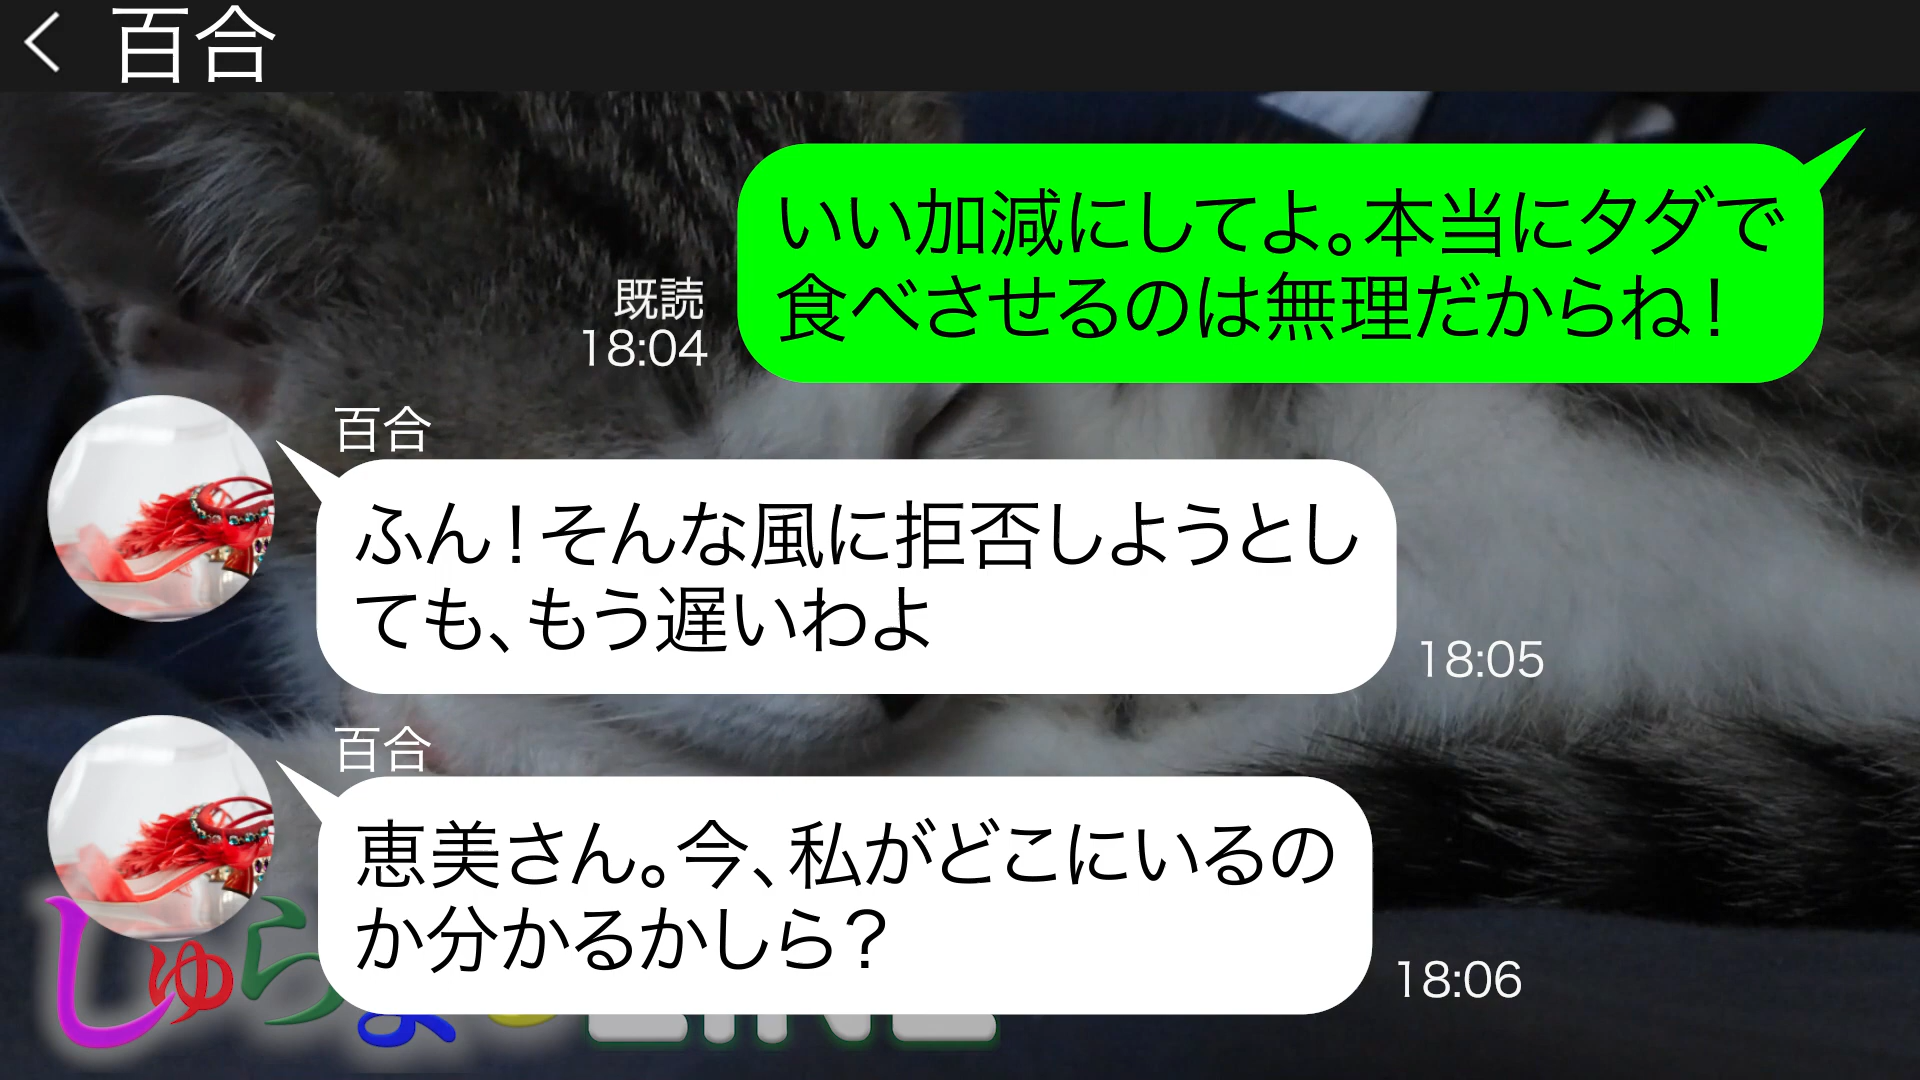 百合
いい加減にしてよ。本当にタダで
食べさせるのは無理だからね!
既読
18:04
百合
ふん!そんな風に拒否しようとし
ても、もう遅いわよ
18:05
百合
恵美さん。今、私がどこにいるの
か分かるかしら?
18:06
しゅら
LINE